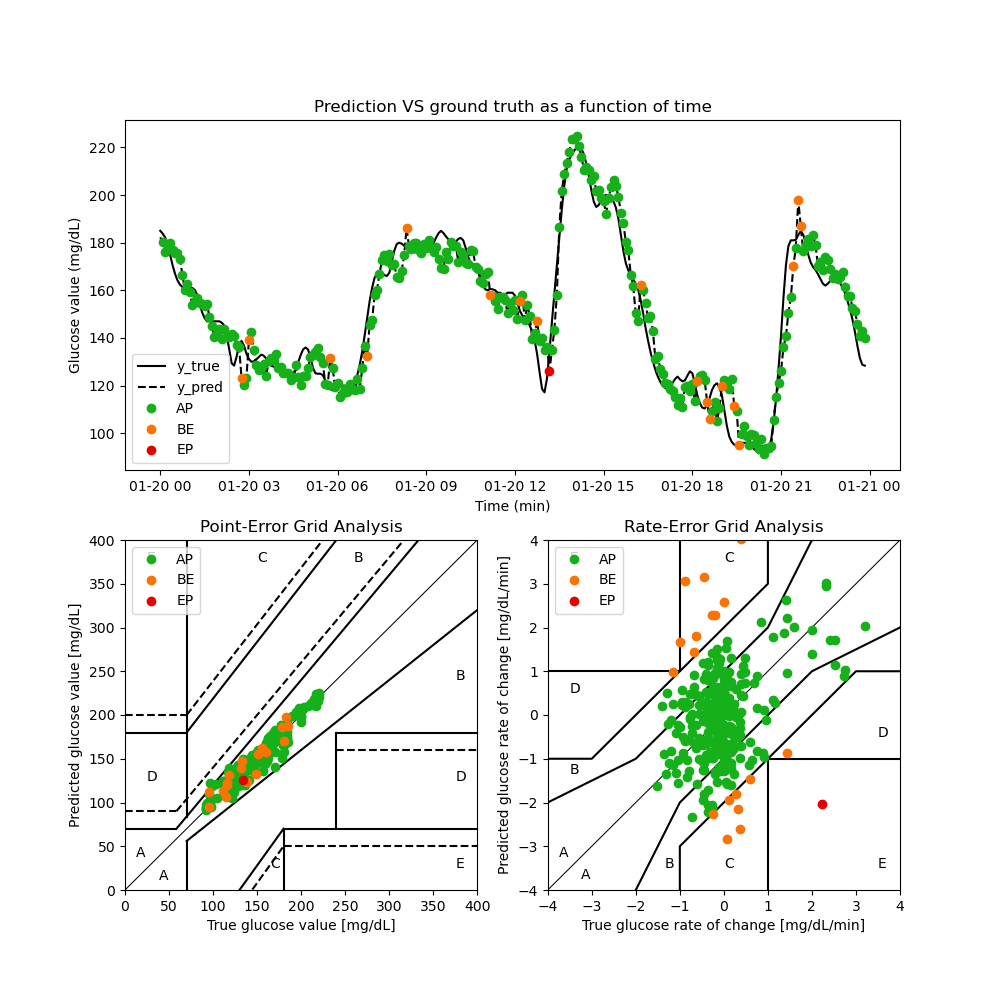 Prediction VS ground truth as a function of time
Glucose value (mg/dL)
220
200
180
160
140
120
100
y_true
y_pred
AP
BE
EP
01-20 00 01-20 03 01-20 06 01-20 09 01-20 12 01-20 15 01-20 18 01-20 21 01-21 00
Time (min)
Point-Error Grid Analysis
Predicted glucose value [mg/dL]
400
350
300
250
200
150
100
50
0
AP
BE
EP
C
B
B
D
D
A
A
C
E
0 50 100 150 200 250 300 350 400
True glucose value [mg/dL]
Rate-Error Grid Analysis
Predicted glucose rate of change [mg/dL/min]
4
3
2
1
0
−1
−2
−3
−4
AP
BE
EP
C
D
D
B
A
A
B
C
E
−4 −3 −2 −1 0 1 2 3 4
True glucose rate of change [mg/dL/min]